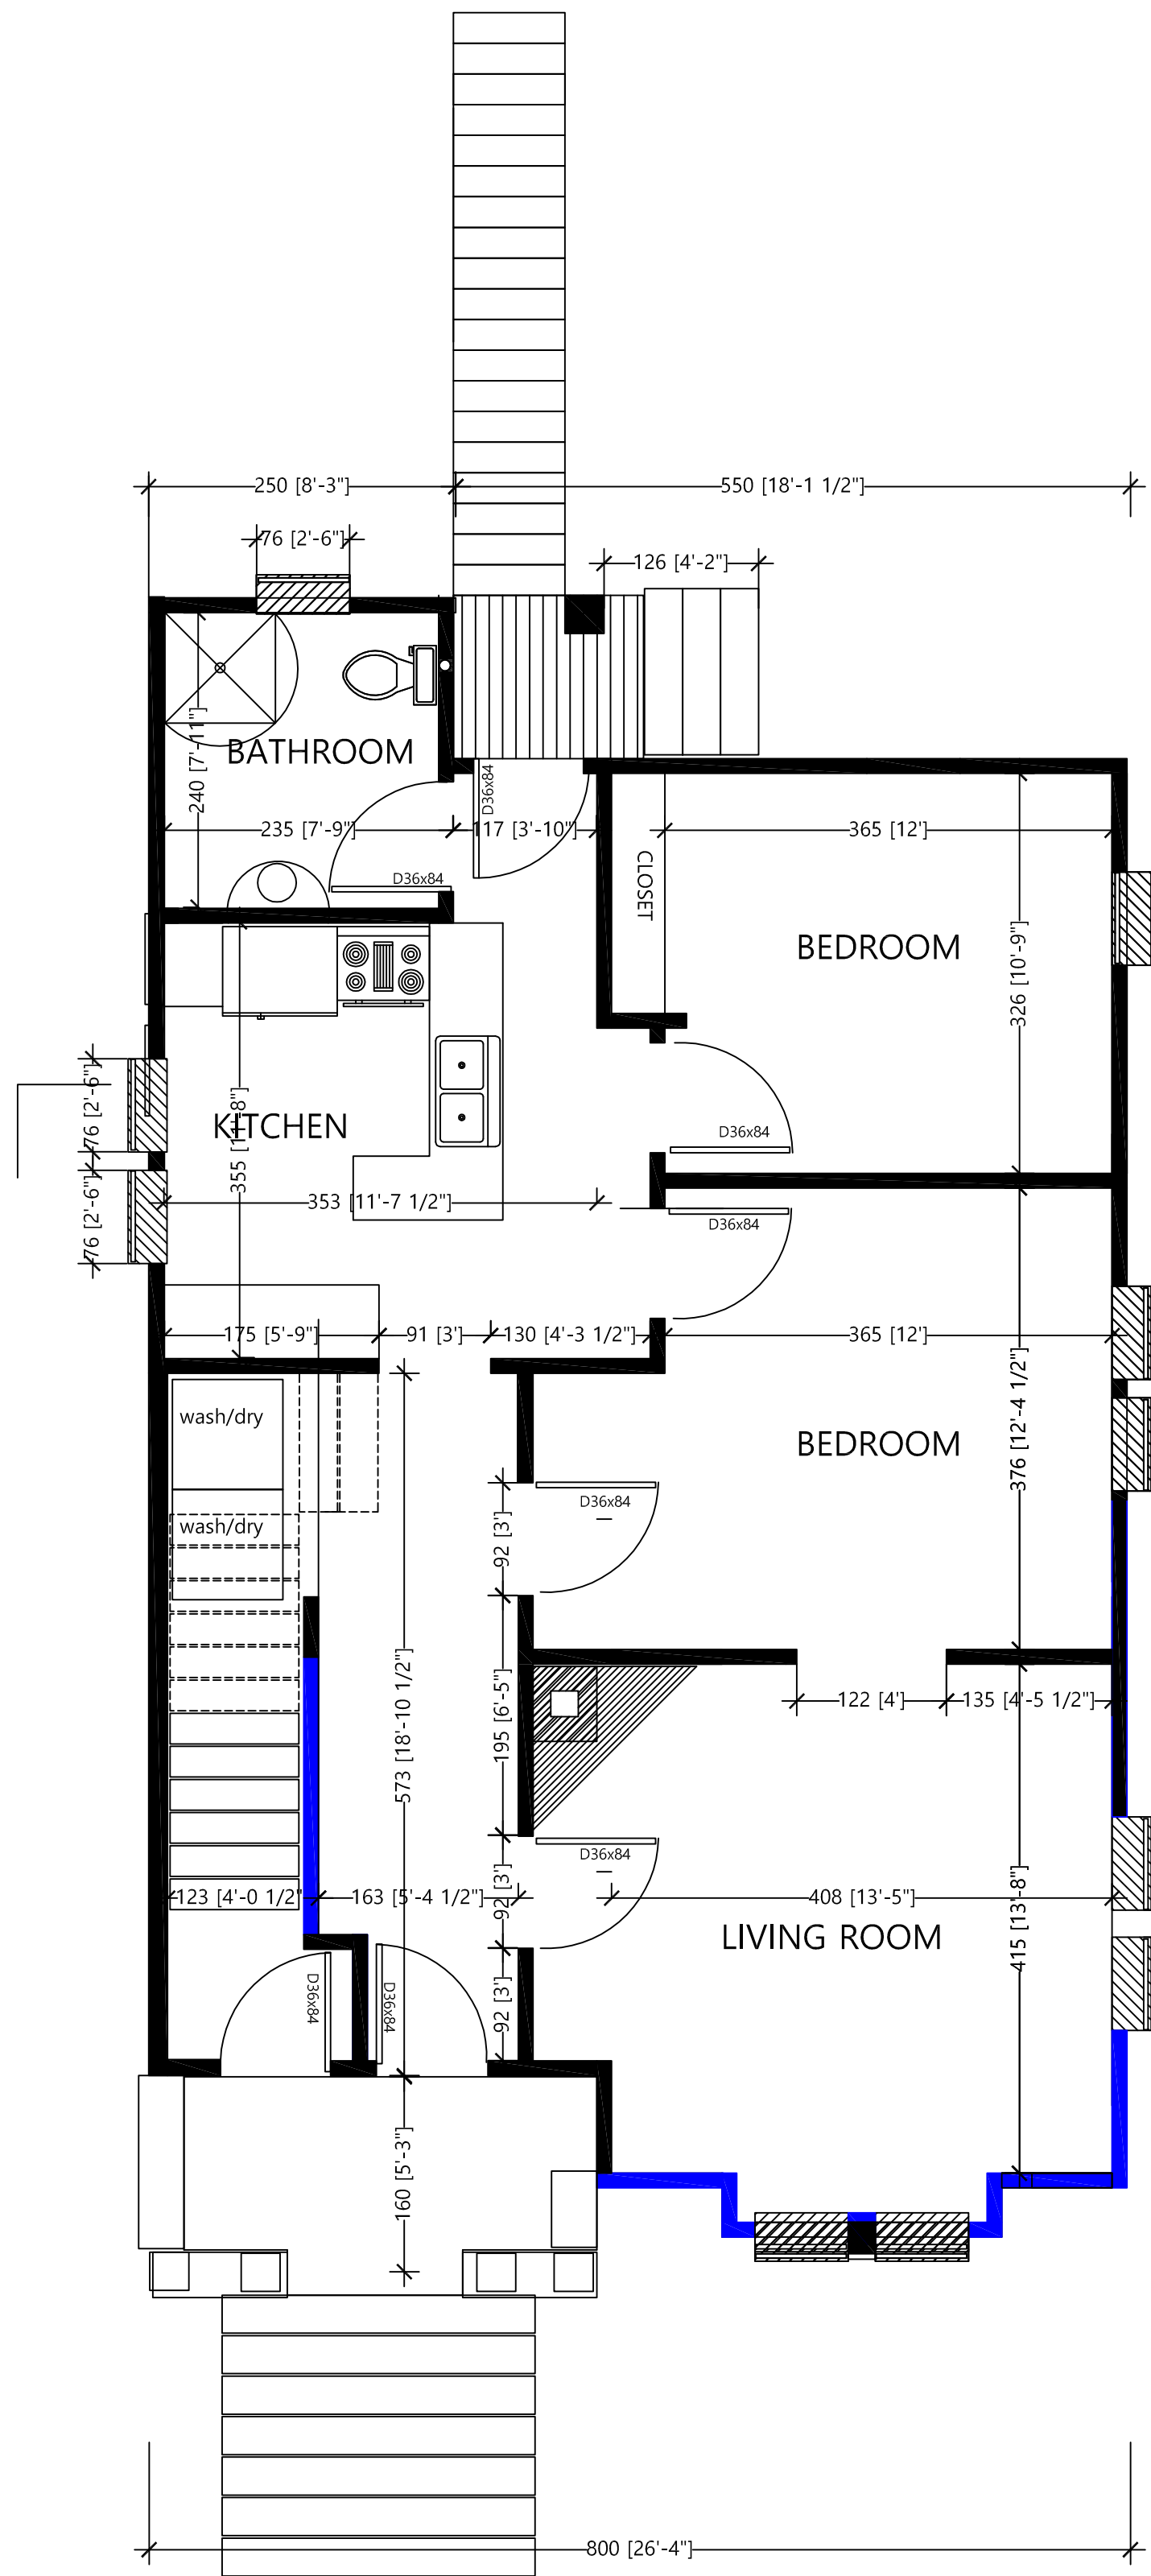 250 [8'-3"]
550 [18'-1 1/2"]
76 [2'-6"]
126 [4'-2"]
BATHROOM
240 [7'-11"]
D36x84
235 [7'-9"]
117 [3'-10"]
365 [12']
CLOSET
D36x84
BEDROOM
326 [10'-9"]
KITCHEN
355 [11'-8"]
76 [2'-6"]
76 [2'-6"]
D36x84
353 [11'-7 1/2"]
D36x84
175 [5'-9"]
91 [3']
130 [4'-3 1/2"]
365 [12']
376 [12'-4 1/2"]
wash/dry
BEDROOM
D36x84
92 [3']
wash/dry
195 [6'-5"]
122 [4']
135 [4'-5 1/2"]
573 [18'-10 1/2"]
D36x84
123 [4'-0 1/2"
163 [5'-4 1/2"]
92 [3']
408 [13'-5"]
LIVING ROOM
415 [13'-8"]
D36x84
D36x84
92 [3']
160 [5'-3"]
800 [26'-4"]